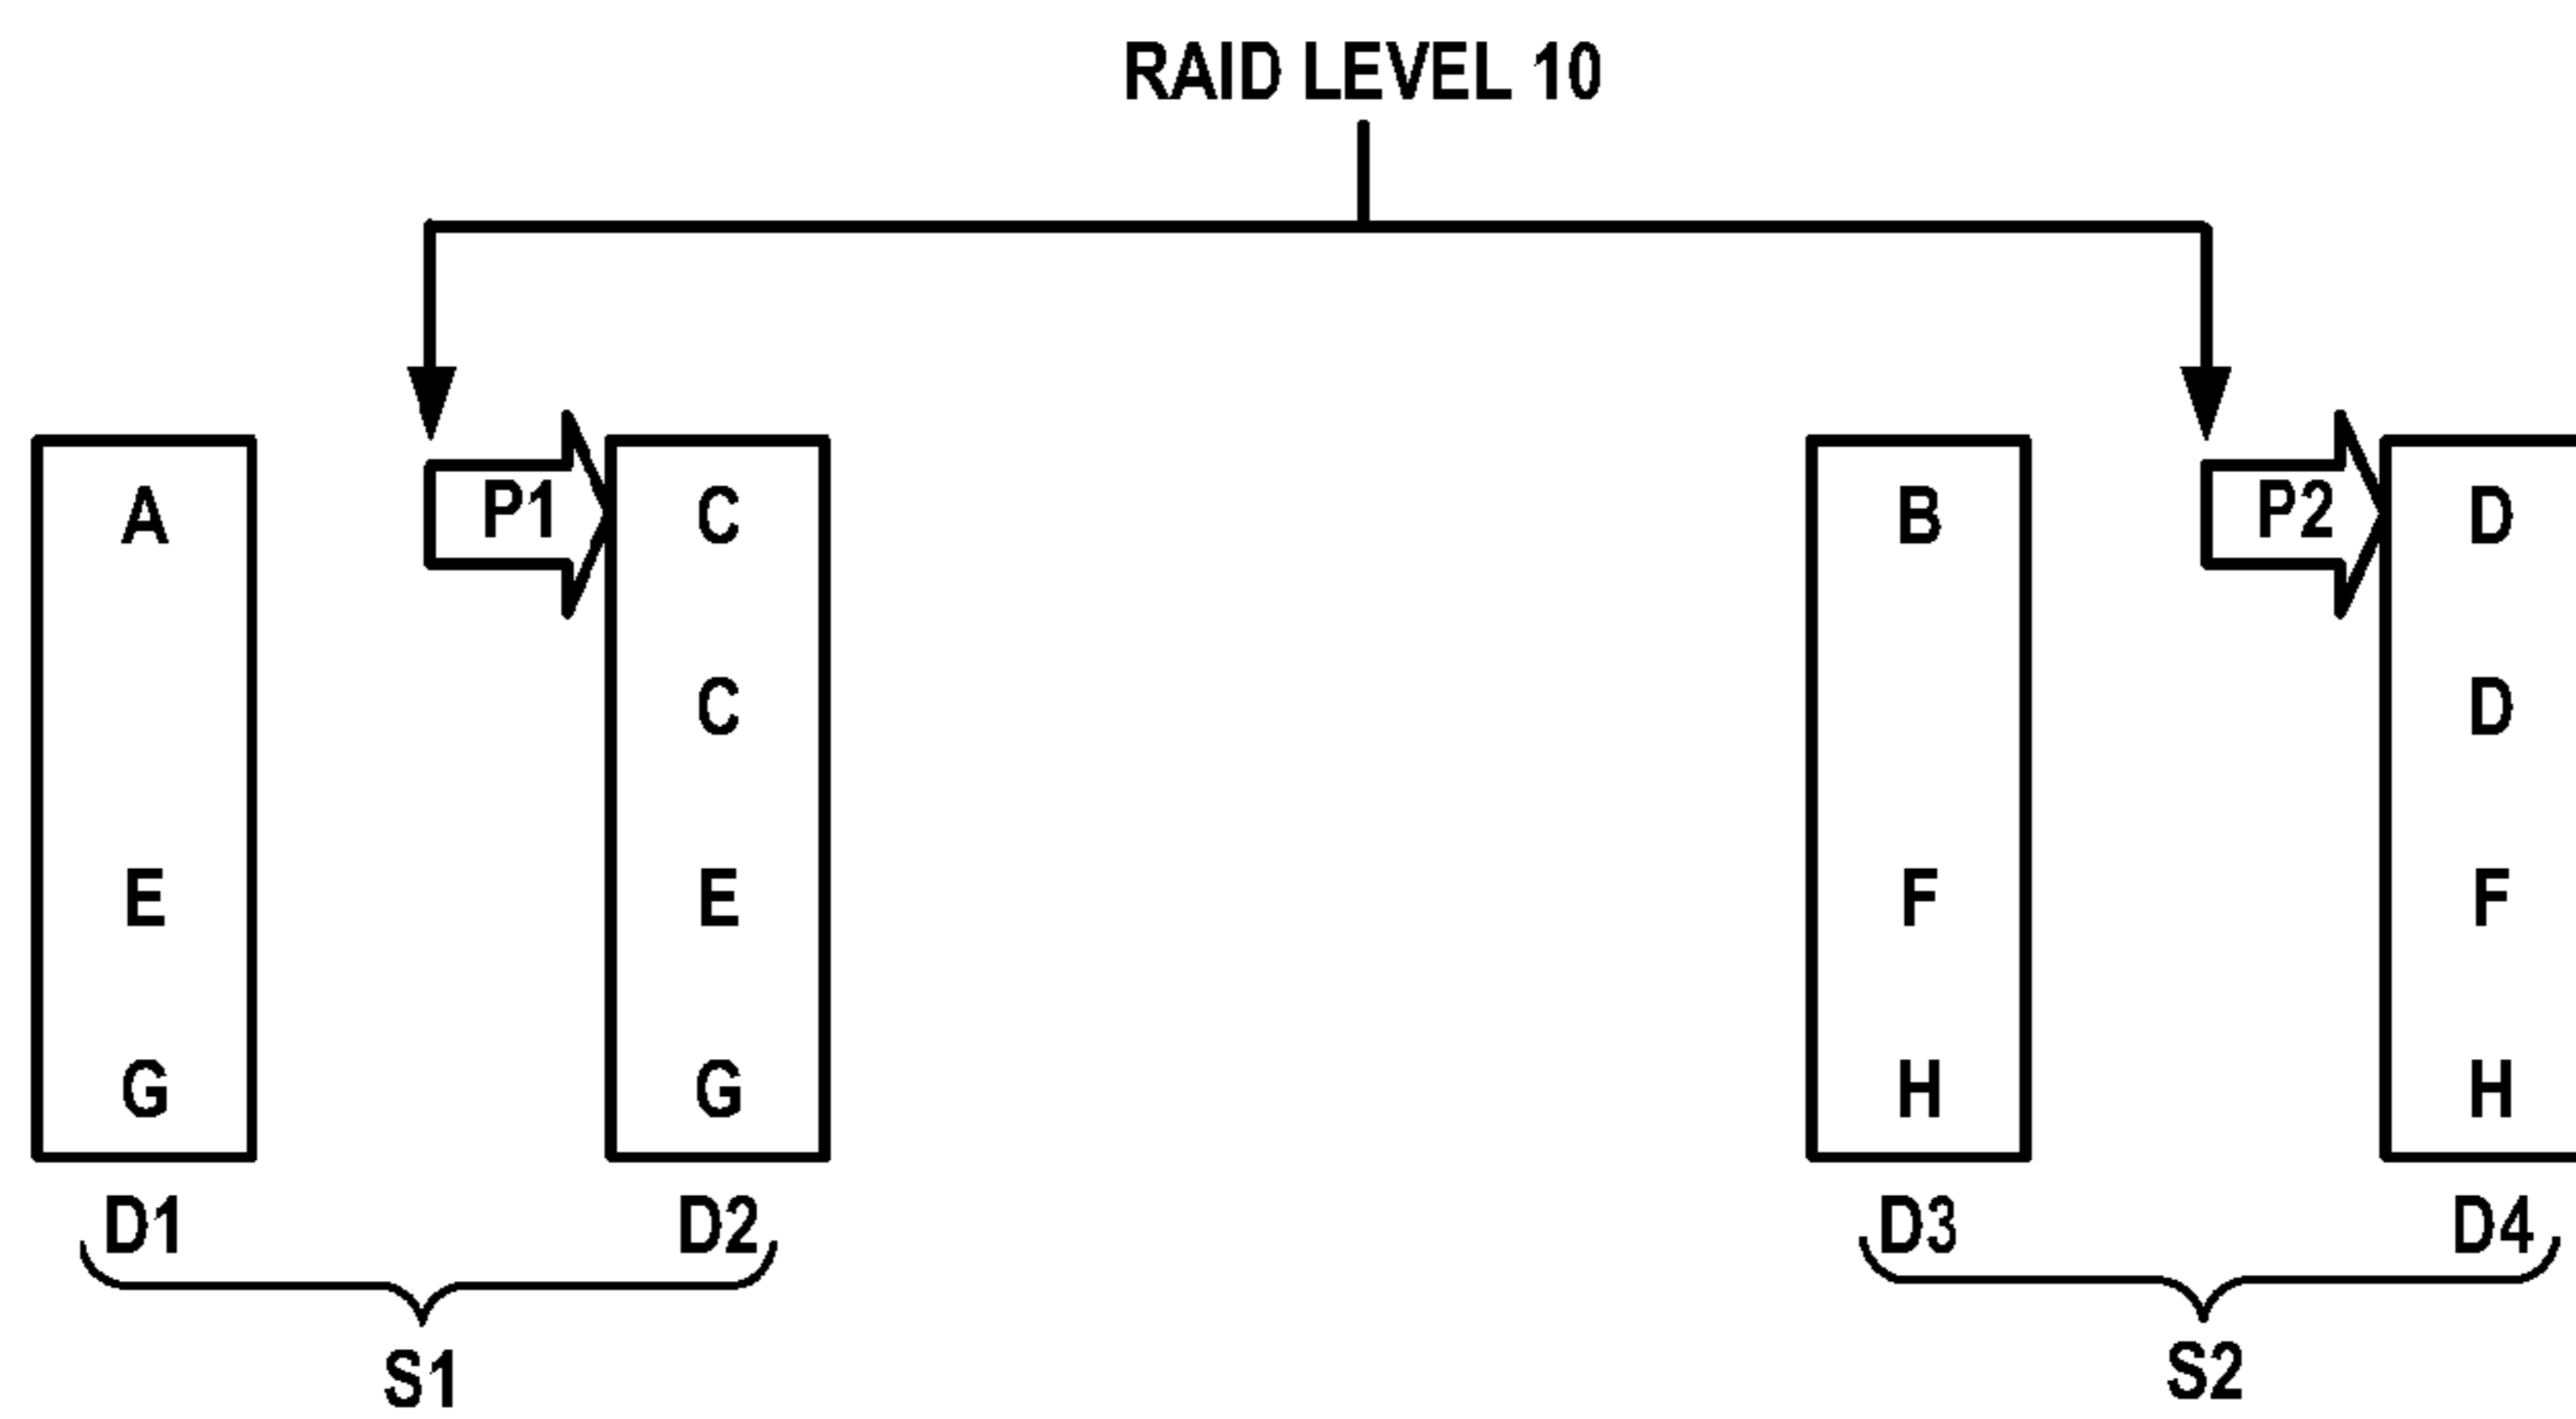 RAID LEVEL 10
A P1 C B P2 D
C D
E E F F
G G H H
D1 D2 D3 D4
S1 S2